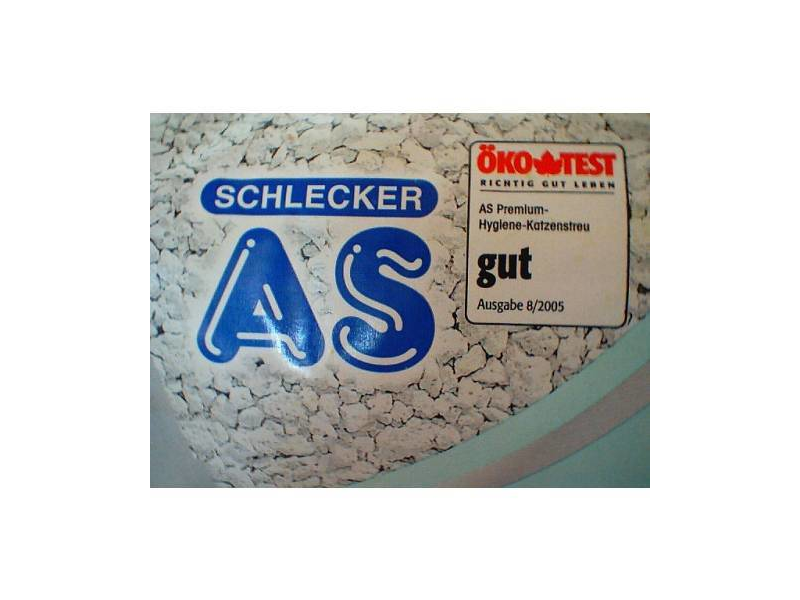 SCHLECKER
AS
ÖKO TEST
RICHTIG GUT LEBEN
AS Premium-
Hygiene-Katzenstreu
gut
Ausgabe 8/2005